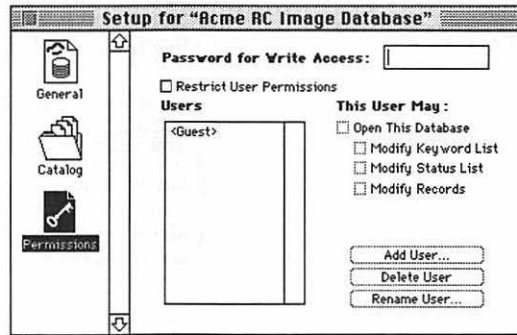 Setup for "Acme RC Image Database"
General
Catalog
Permissions
Password for Write Access:
Restrict User Permissions
Users
<Guest>
This User May:
Open This Database
Modify Keyword List
Modify Status List
Modify Records
Add User...
Delete User
Rename User...